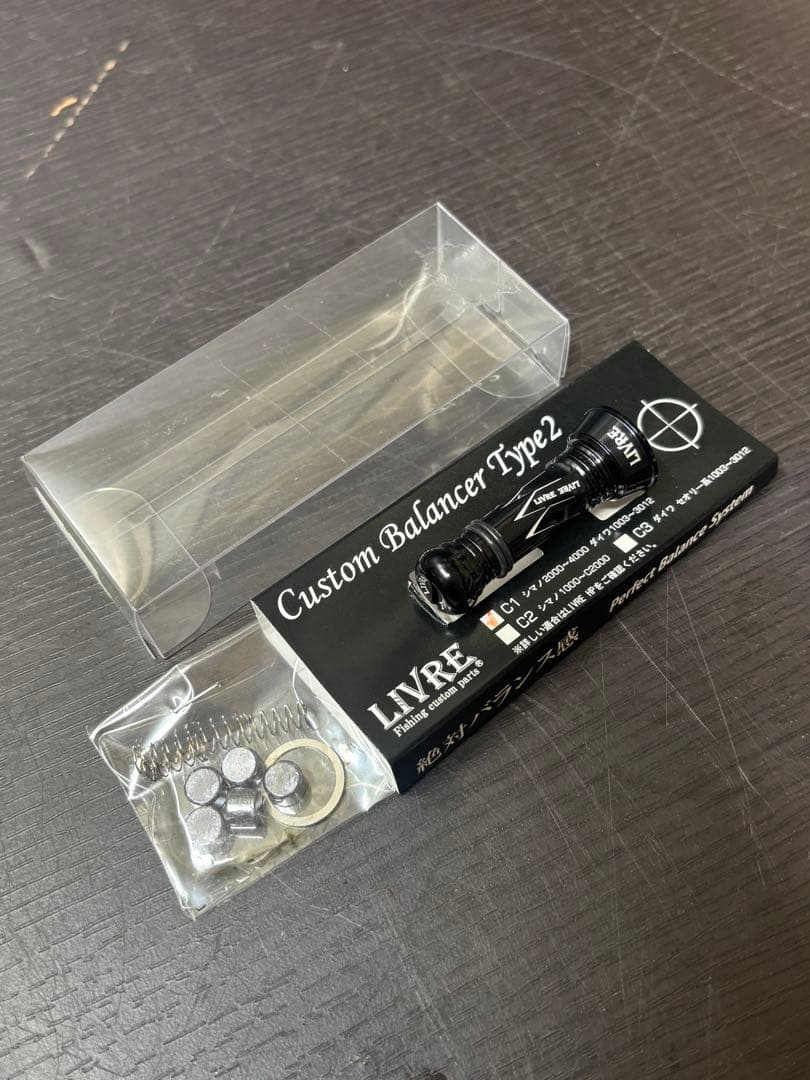 Custom Balancer Type2
LIVRE
LIVRE LIVRE
C1 シマノ2000~4000 ダイワ1003~3012
C2 シマノ1000~C2000
C3 ダイワ セオリー系1003~3012
※詳しい場合はLIVRE HPをご確認ください。
LIVRE
Fishing custom parts®
絶対バランス感
Perfect Balance System